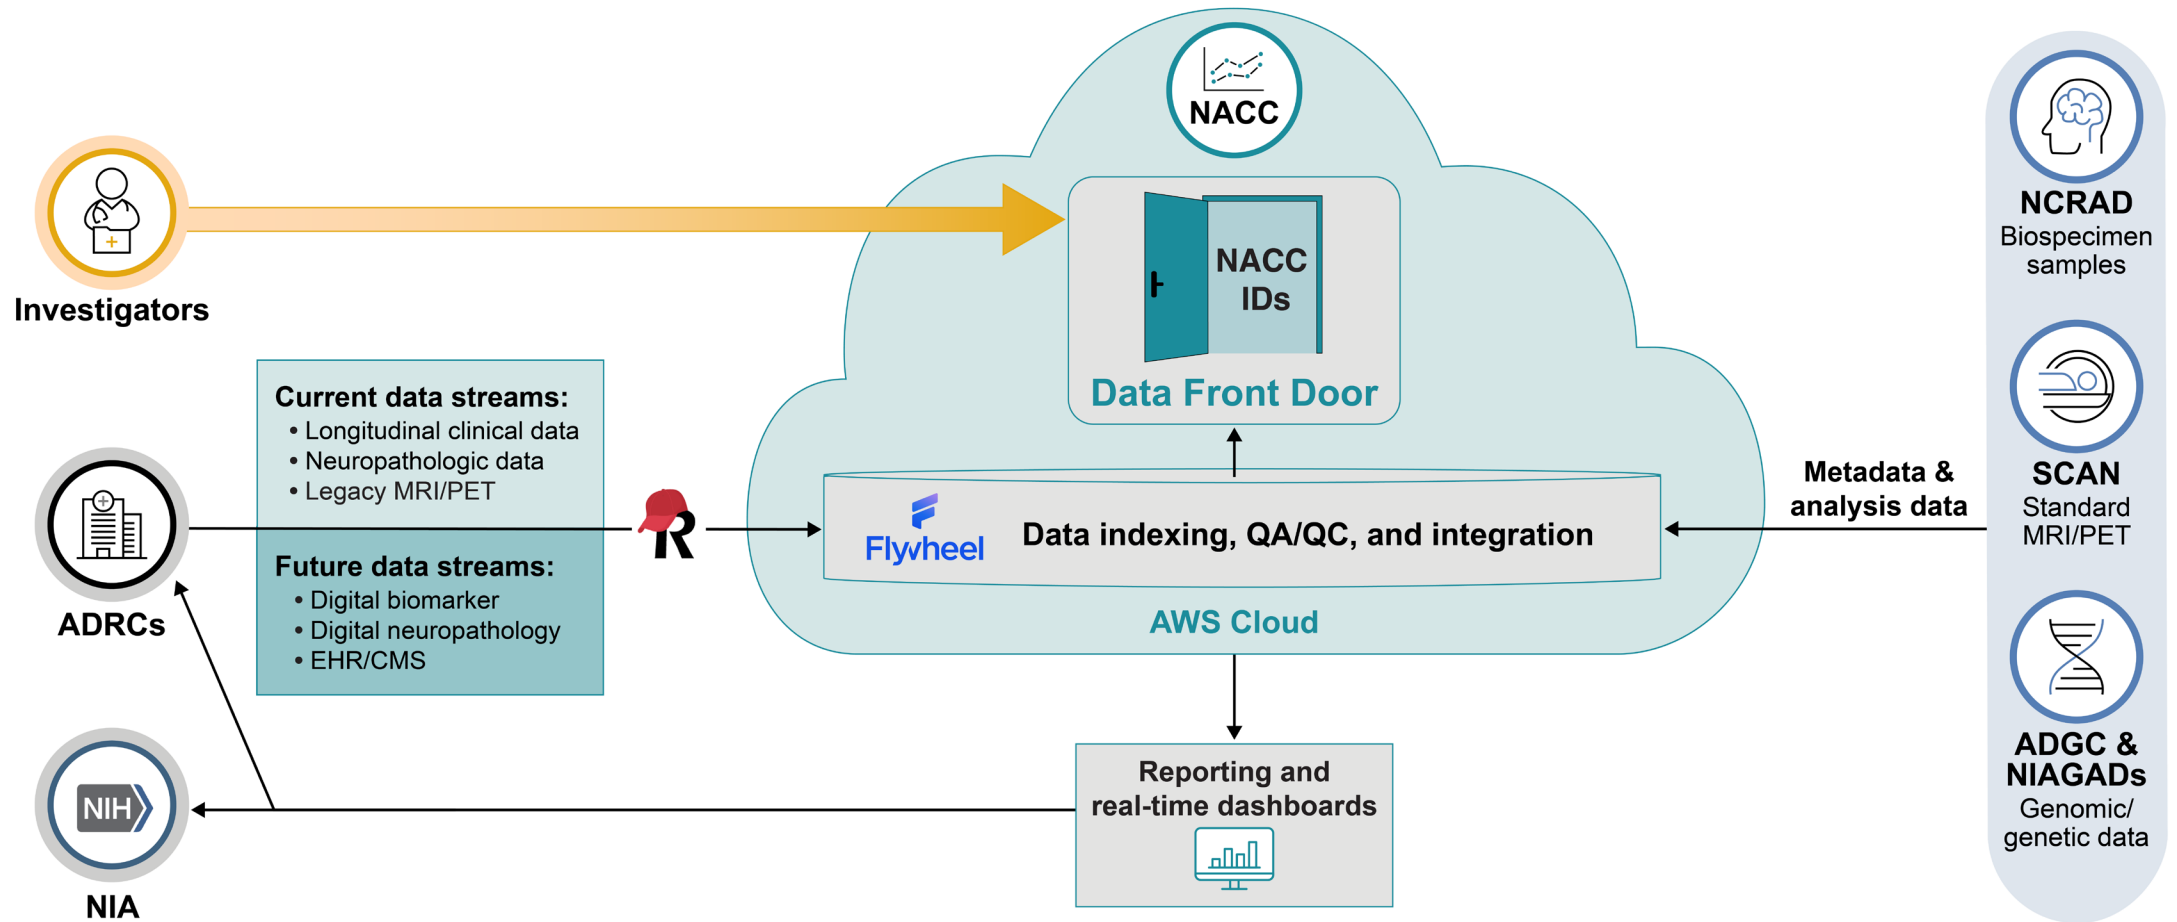 NACC
Investigators
NACC
IDs
Data Front Door
Current data streams:
• Longitudinal clinical data
• Neuropathologic data
• Legacy MRI/PET
Future data streams:
• Digital biomarker
• Digital neuropathology
• EHR/CMS
ADRCs
R
Flywheel
Data indexing, QA/QC, and integration
AWS Cloud
Metadata &
analysis data
NCRAD
Biospecimen
samples
SCAN
Standard
MRI/PET
ADGC &
NIAGADs
Genomic/
genetic data
Reporting and
real-time dashboards
NIH
NIA